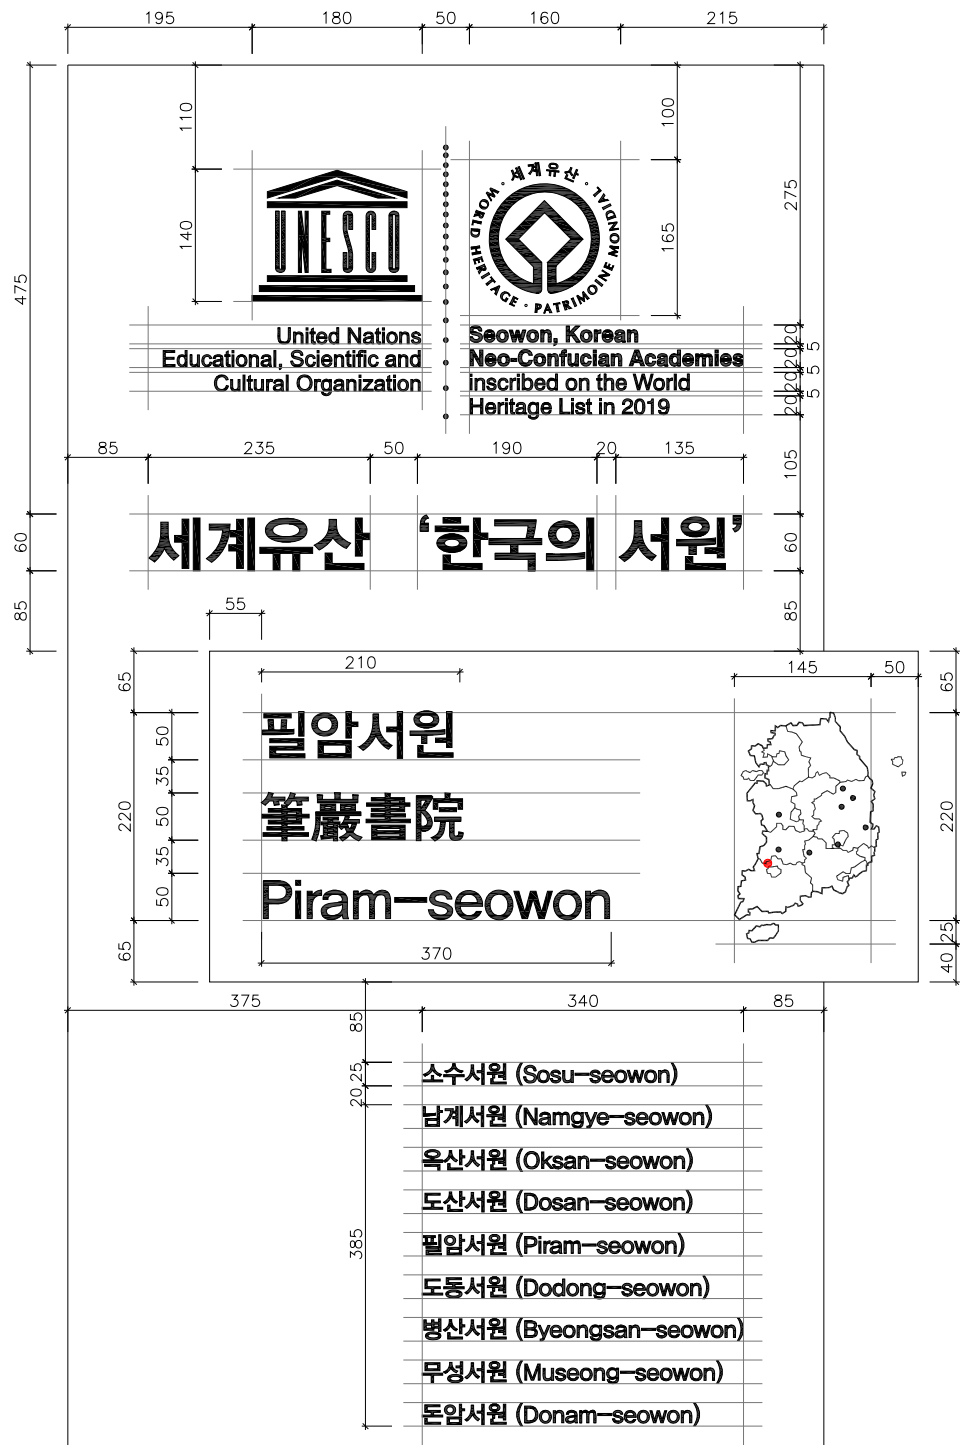 195 180 50 160 215
110
100
세계유산 · WORLD HERITAGE · PATRIMOINE MONDIAL ·
275
UNESCO
140
165
475
United Nations
Educational, Scientific and
Cultural Organization
Seowon, Korean
Neo-Confucian Academies
inscribed on the World
Heritage List in 2019
20 5 20 5 20 5 20
85 235 50 190 20 135
105
세계유산 ‘한국의 서원’
60 60
85 85
55
210
145 50
65 65
필암서원
50
35
筆巖書院
220 50 220
35
Piram-seowon
50
65 25
370 40
375 340 85
85
소수서원 (Sosu-seowon)
25
20
남계서원 (Namgye-seowon)
옥산서원 (Oksan-seowon)
도산서원 (Dosan-seowon)
385
필암서원 (Piram-seowon)
도동서원 (Dodong-seowon)
병산서원 (Byeongsan-seowon)
무성서원 (Museong-seowon)
돈암서원 (Donam-seowon)